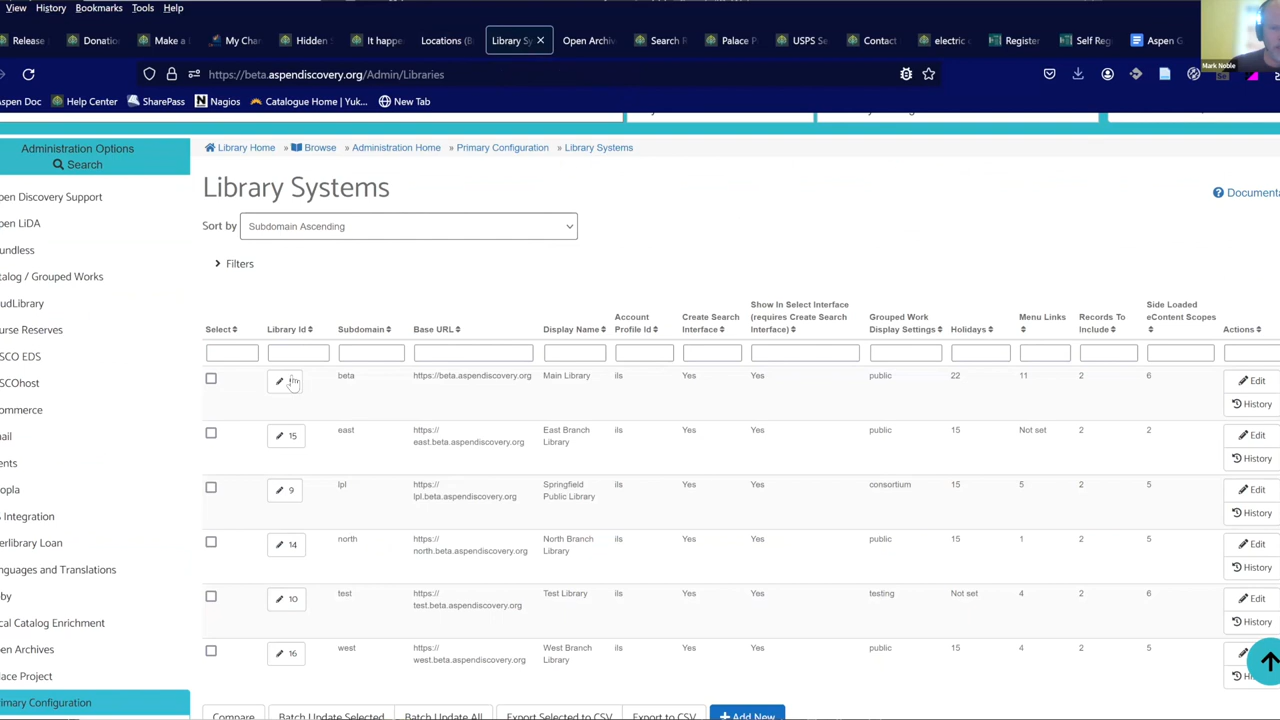 View History Bookmarks Tools Help
Release Donatio Make a My Char Hidden It happe Locations (B Library Sy Open Archi Search R Palace P USPS Se Contact electric Register Self Reg Aspen G
Mark Noble
https://beta.aspendiscovery.org/Admin/Libraries
Aspen Doc Help Center SharePass Nagios Catalogue Home | Yuk... New Tab
Administration Options
Search
Library Home » Browse » Administration Home » Primary Configuration » Library Systems
Library Systems
Documenta
Sort by Subdomain Ascending
Filters
pen Discovery Support
pen LiDA
undless
talog / Grouped Works
udLibrary
urse Reserves
SCO EDS
SCOhost
ommerce
mail
ents
opla
S Integration
erlibrary Loan
nguages and Translations
by
cal Catalog Enrichment
en Archives
lace Project
rimary Configuration
Select Library Id Subdomain Base URL Display Name Account Profile Id Create Search Interface Show In Select Interface (requires Create Search Interface) Grouped Work Display Settings Holidays Menu Links Records To Include Side Loaded eContent Scopes Actions
beta https://beta.aspendiscovery.org Main Library ils Yes Yes public 22 11 2 6 Edit
History
15 east https://east.beta.aspendiscovery.org East Branch Library ils Yes Yes public 15 Not set 2 2 Edit
History
9 lpl https://lpl.beta.aspendiscovery.org Springfield Public Library ils Yes Yes consortium 15 5 2 5 Edit
History
14 north https://north.beta.aspendiscovery.org North Branch Library ils Yes Yes public 15 1 2 5 Edit
History
10 test https://test.beta.aspendiscovery.org Test Library ils Yes Yes testing Not set 4 2 6 Edit
History
16 west https://west.beta.aspendiscovery.org West Branch Library ils Yes Yes public 15 4 2 5
Compare Batch Update Selected Batch Update All Export Selected to CSV Export to CSV Add New